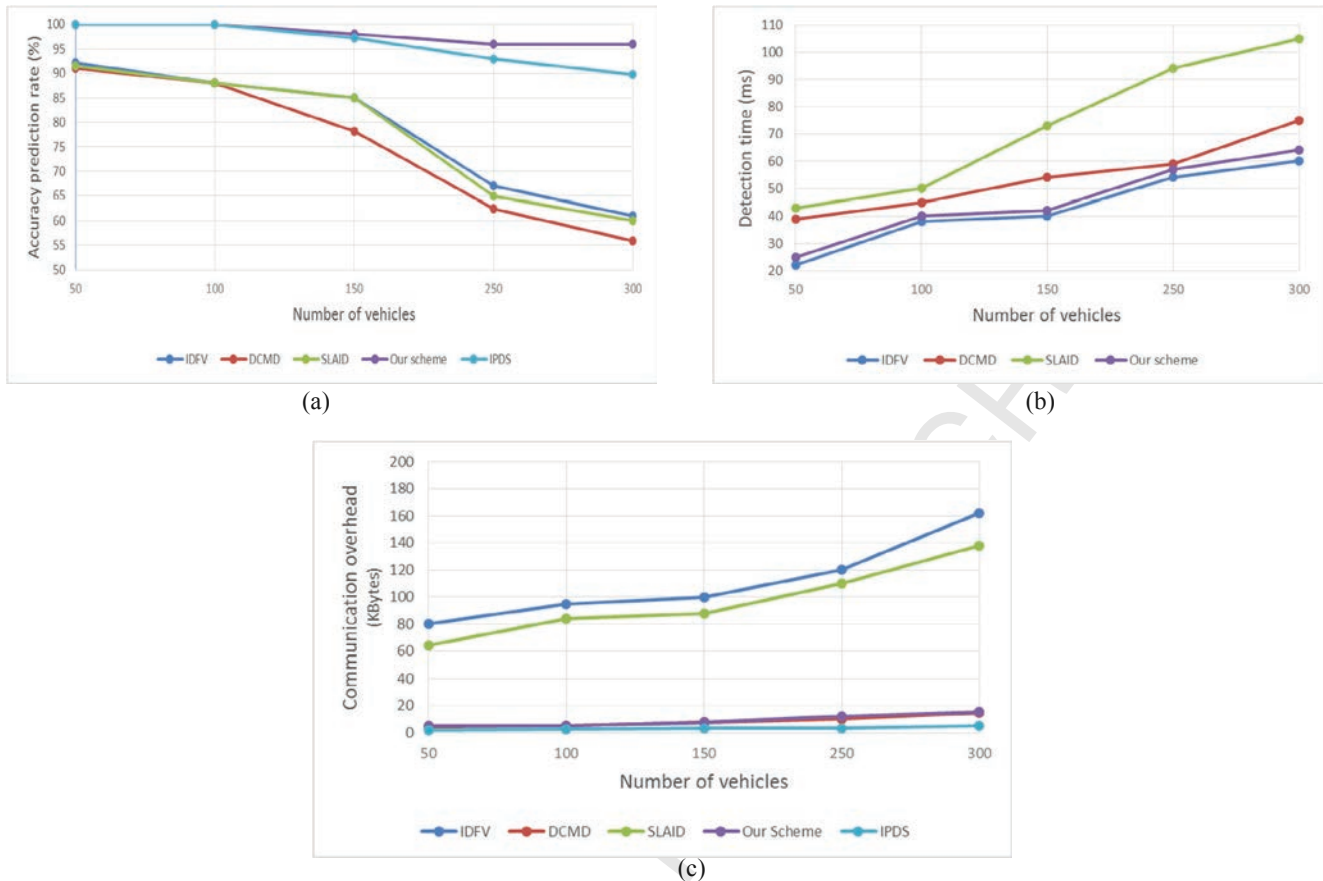 Accuracy prediction rate (%)
100
95
90
85
80
75
70
65
60
55
50
50 100 150 250 300
Number of vehicles
IDFV DCMD SLAID Our scheme IPDS
(a)
Detection time (ms)
110
100
90
80
70
60
50
40
30
20
50 100 150 250 300
Number of vehicles
IDFV DCMD SLAID Our scheme
(b)
Communication overhead
(KBytes)
200
180
160
140
120
100
80
60
40
20
0
50 100 150 250 300
Number of vehicles
IDFV DCMD SLAID Our Scheme IPDS
(c)